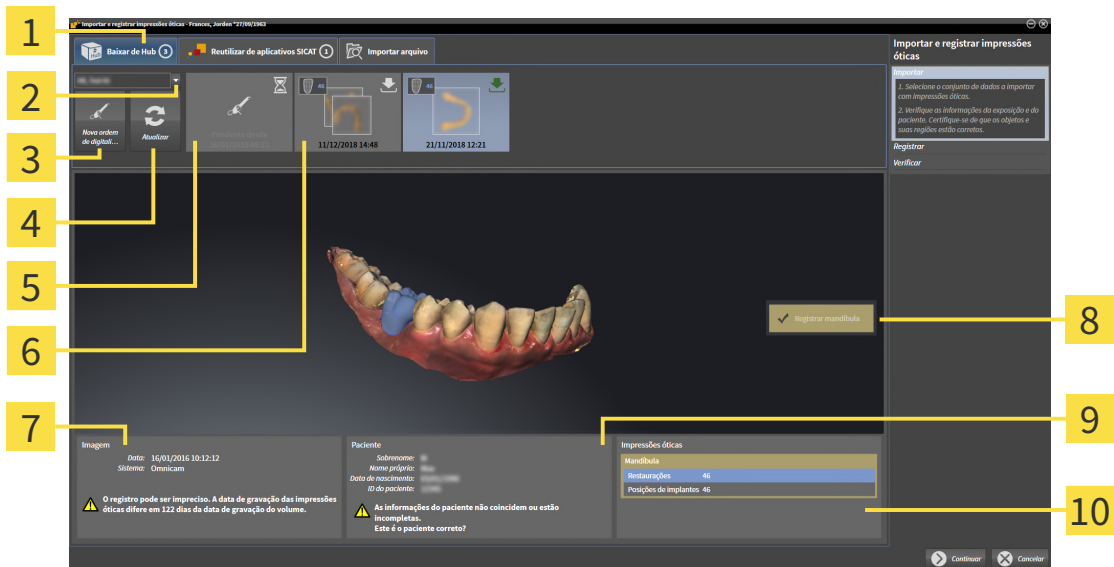 Importar e registrar impressões óticas - Frances, Jorden *27/09/1963
1
Baixar de Hub 3
Hub
Reutilizar de aplicativos SICAT 1
Importar arquivo
2
3
Nova ordem
de digitali...
Atualizar
46
11/12/2018 14:48
46
21/11/2018 12:21
4
5
6
7
Registrar mandíbula
8
Imagem
Data: 16/01/2016 10:12:12
Sistema: Omnicam
O registro pode ser impreciso. A data de gravação das impressões
óticas difere em 122 dias da data de gravação do volume.
Paciente
Sobrenome:
Nome próprio:
Data de nascimento:
ID do paciente:
As informações do paciente não coincidem ou estão
incompletas.
Este é o paciente correto?
9
Impressões óticas
Mandíbula
Restaurações 46
Posições de implantes 46
10
Importar e registrar impressões
óticas
Importar
1. Selecione o conjunto de dados a importar
com impressões óticas.
2. Verifique as informações da exposição e do
paciente. Certifique-se de que os objetos e
suas regiões estão corretos.
Registrar
Verificar
Continuar
Cancelar